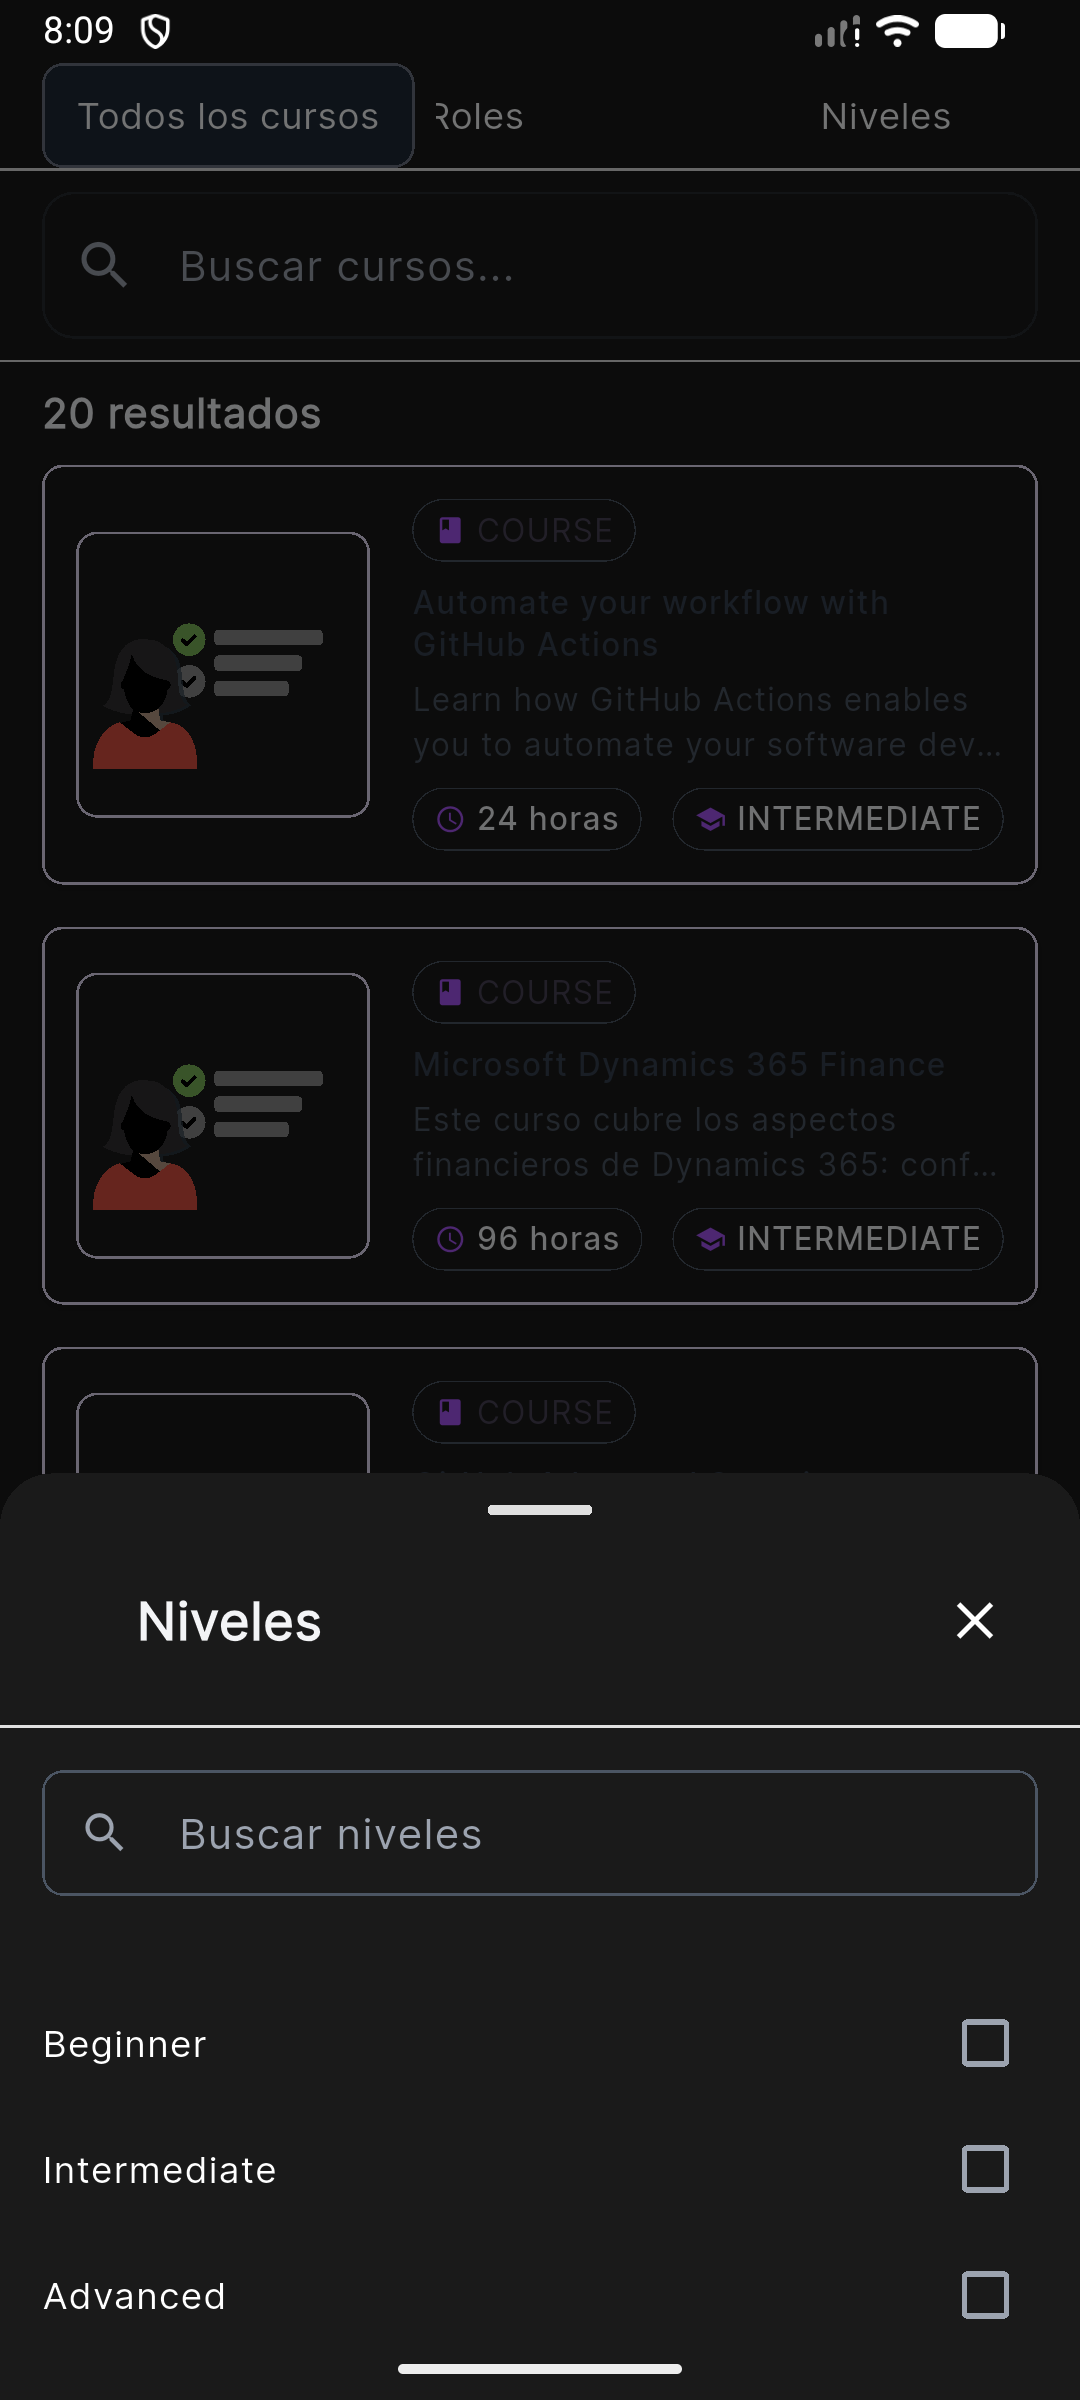 8:09
Todos los cursos
Roles
Niveles
Buscar cursos...
20 resultados
COURSE
Automate your workflow with
GitHub Actions
Learn how GitHub Actions enables
you to automate your software dev...
24 horas
INTERMEDIATE
COURSE
Microsoft Dynamics 365 Finance
Este curso cubre los aspectos
financieros de Dynamics 365: conf...
96 horas
INTERMEDIATE
COURSE
Niveles
Buscar niveles
Beginner
Intermediate
Advanced